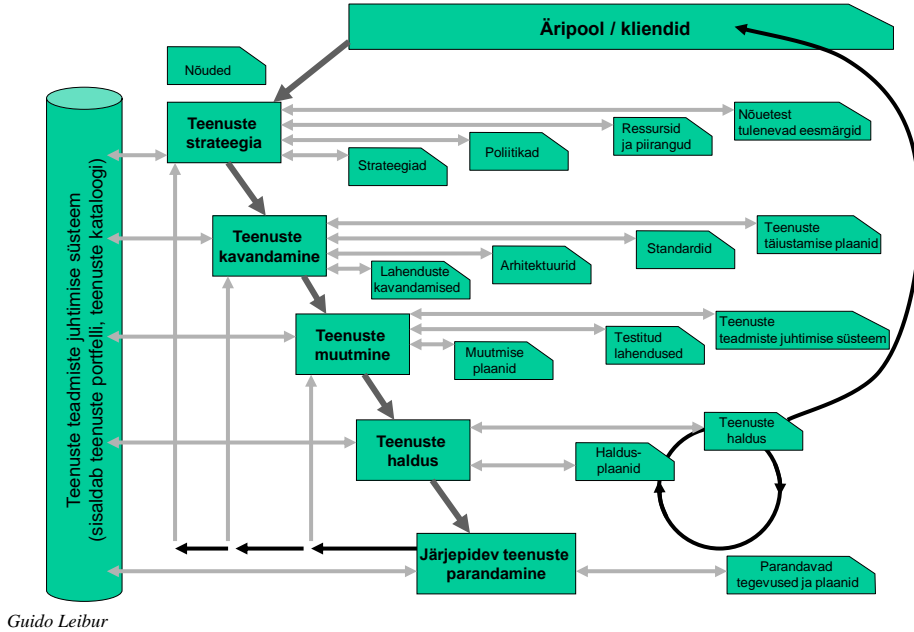 Äripool / kliendid
Nõuded
Teenuste teadmiste juhtimise süsteem
(sisaldab teenuste portfelli, teenuste kataloogi)
Teenuste
strateegia
Nõuetest
tulenevad eesmärgid
Ressursid
ja piirangud
Poliitikad
Strateegiad
Teenuste
kavandamine
Teenuste
täiustamise plaanid
Standardid
Arhitektuurid
Lahenduste
kavandamised
Teenuste
muutmine
Teenuste
teadmiste juhtimise süsteem
Testitud
lahendused
Muutmise
plaanid
Teenuste
haldus
Teenuste
haldus
Haldus-
plaanid
Järjepidev teenuste
parandamine
Parandavad
tegevused ja plaanid
Guido Leibur